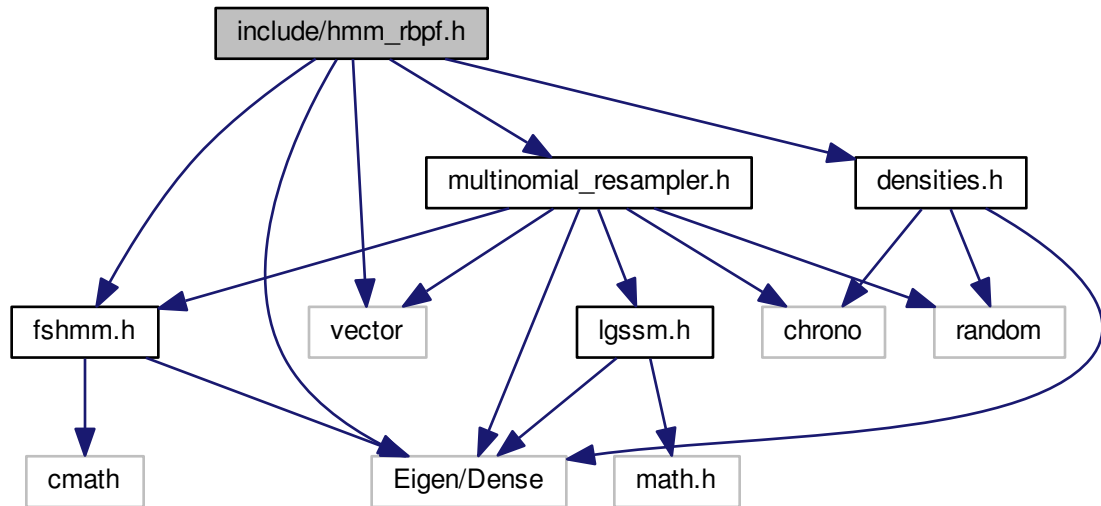 include/hmm_rbpf.h
multinomial_resampler.h
densities.h
fshmm.h
vector
lgssm.h
chrono
random
cmath
Eigen/Dense
math.h